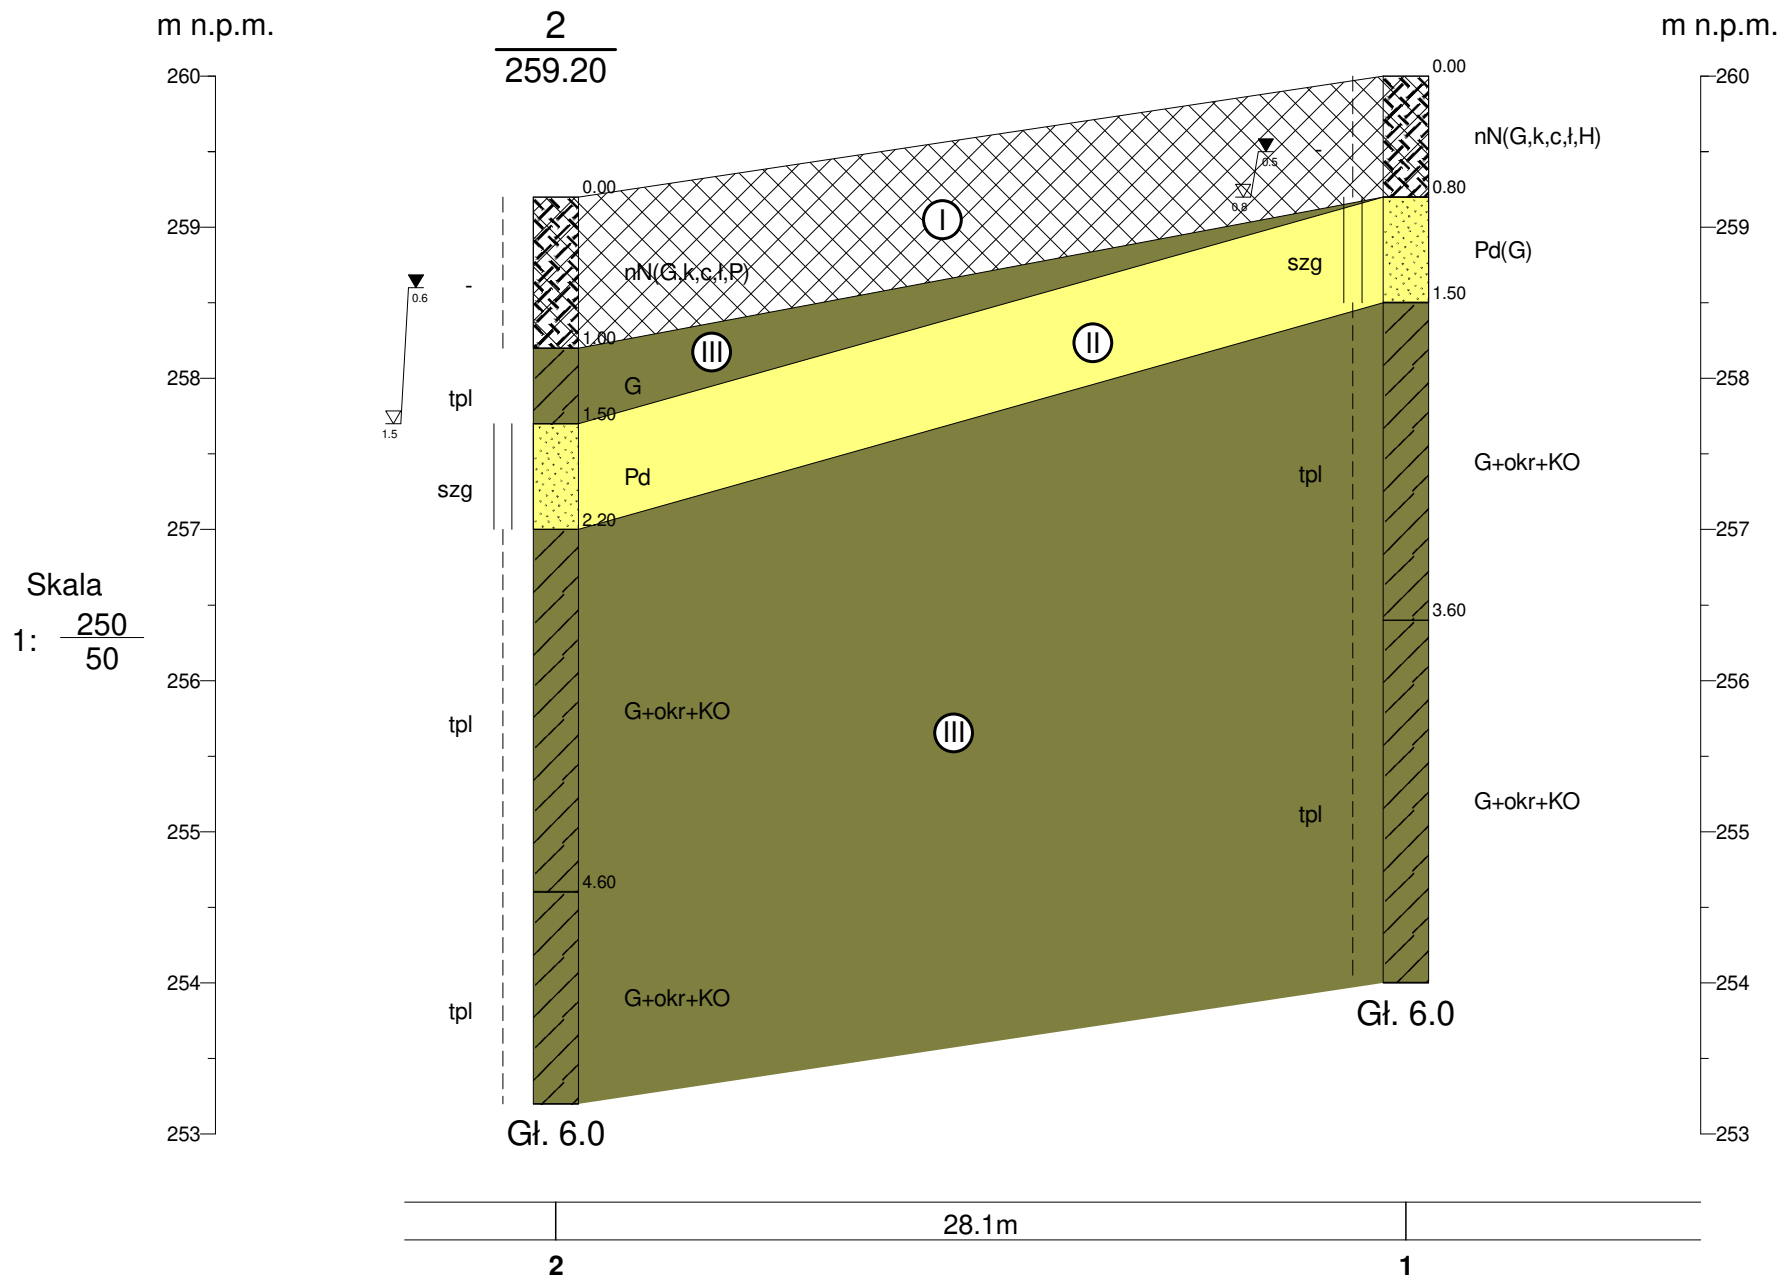 m n.p.m.
2
259.20
m n.p.m.
260
0.00
260
nN(G,k,c,ł,H)
0.5
-
0.00
0.80
0.8
259
I
259
Pd(G)
szg
nN(G,k,c,ł,P)
0.6
-
1.50
1.00
III
II
258
G
258
tpl
1.50
1.5
G+okr+KO
tpl
Pd
szg
2.20
257
257
Skala
1: 250
50
3.60
256
256
G+okr+KO
tpl
G+okr+KO
tpl
III
255
255
4.60
254
254
G+okr+KO
tpl
Gł. 6.0
253
Gł. 6.0
253
28.1m
2
1